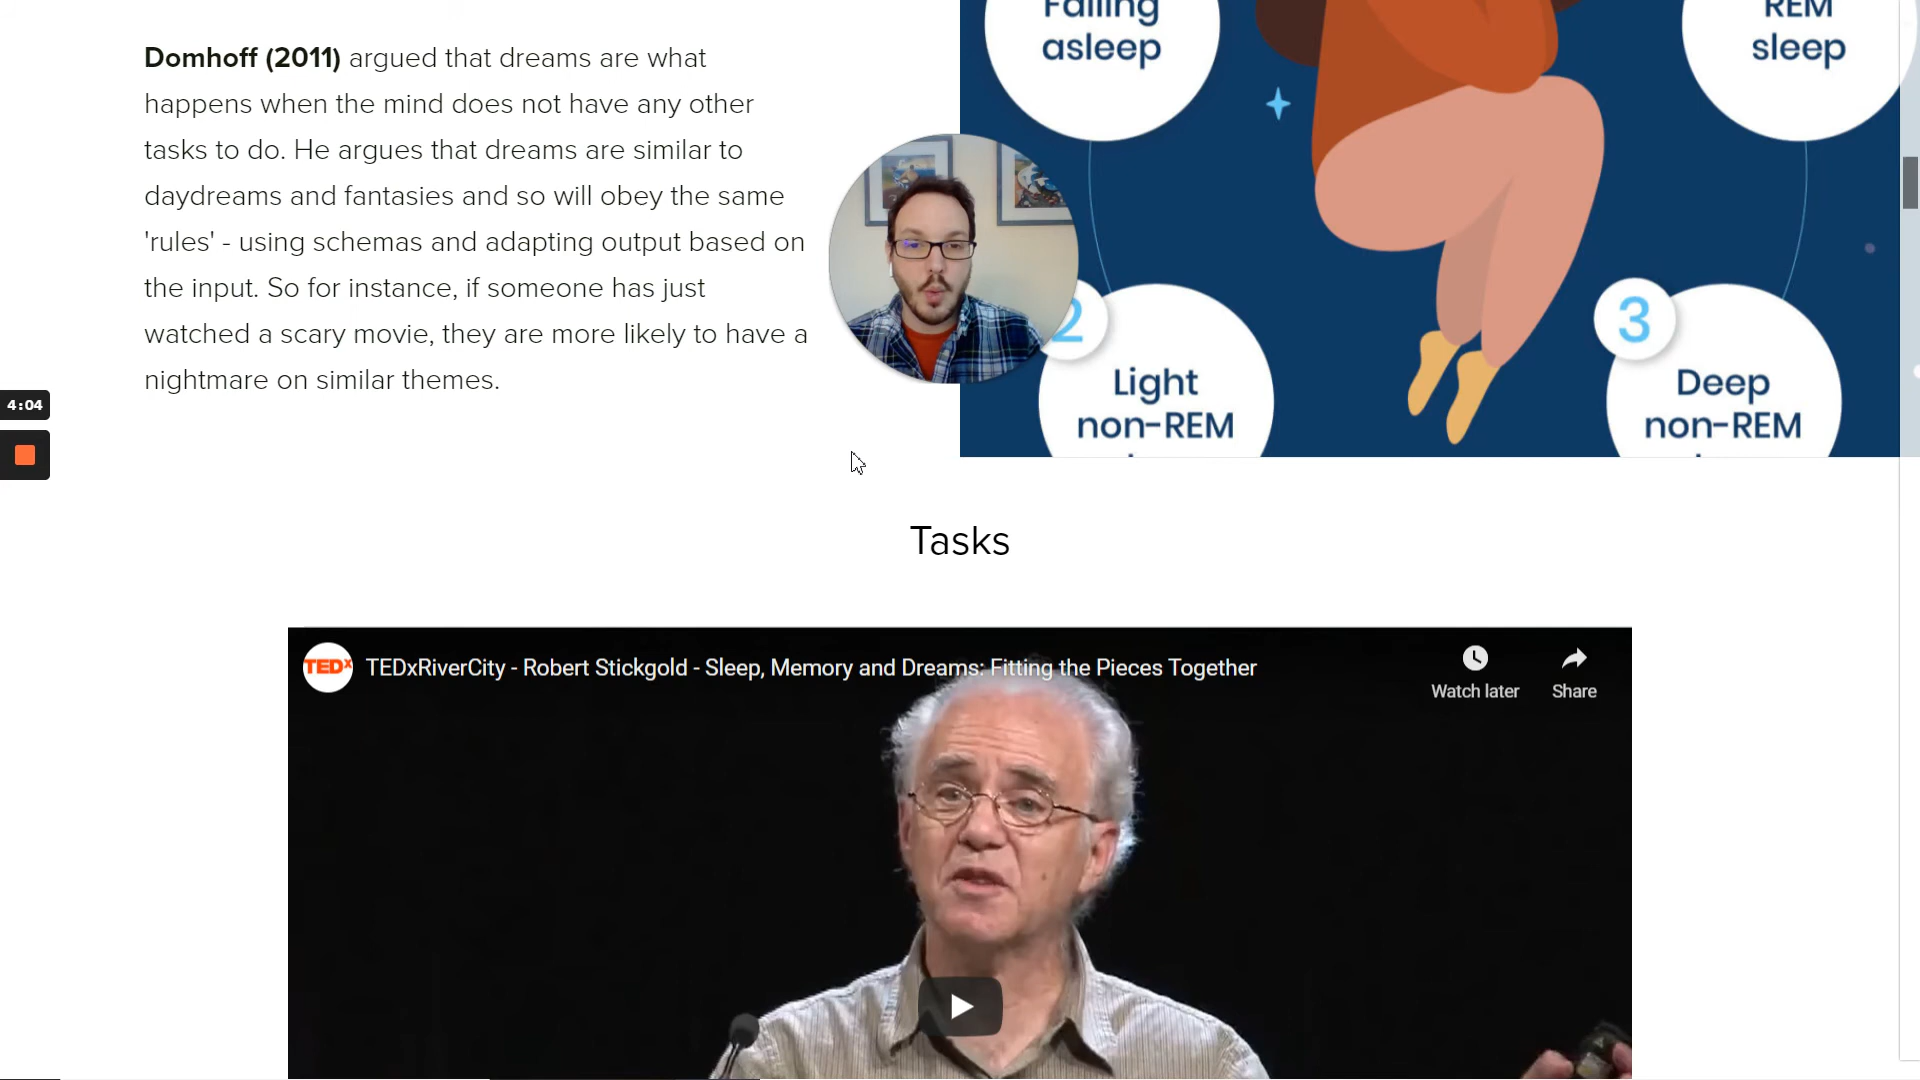 Domhoff (2011) argued that dreams are what
happens when the mind does not have any other
tasks to do. He argues that dreams are similar to
daydreams and fantasies and so will obey the same
'rules' - using schemas and adapting output based on
the input. So for instance, if someone has just
watched a scary movie, they are more likely to have a
nightmare on similar themes.
Falling
asleep
REM
sleep
2
Light
non-REM
3
Deep
non-REM
4:04
Tasks
TEDx
TEDxRiverCity - Robert Stickgold - Sleep, Memory and Dreams: Fitting the Pieces Together
Watch later
Share